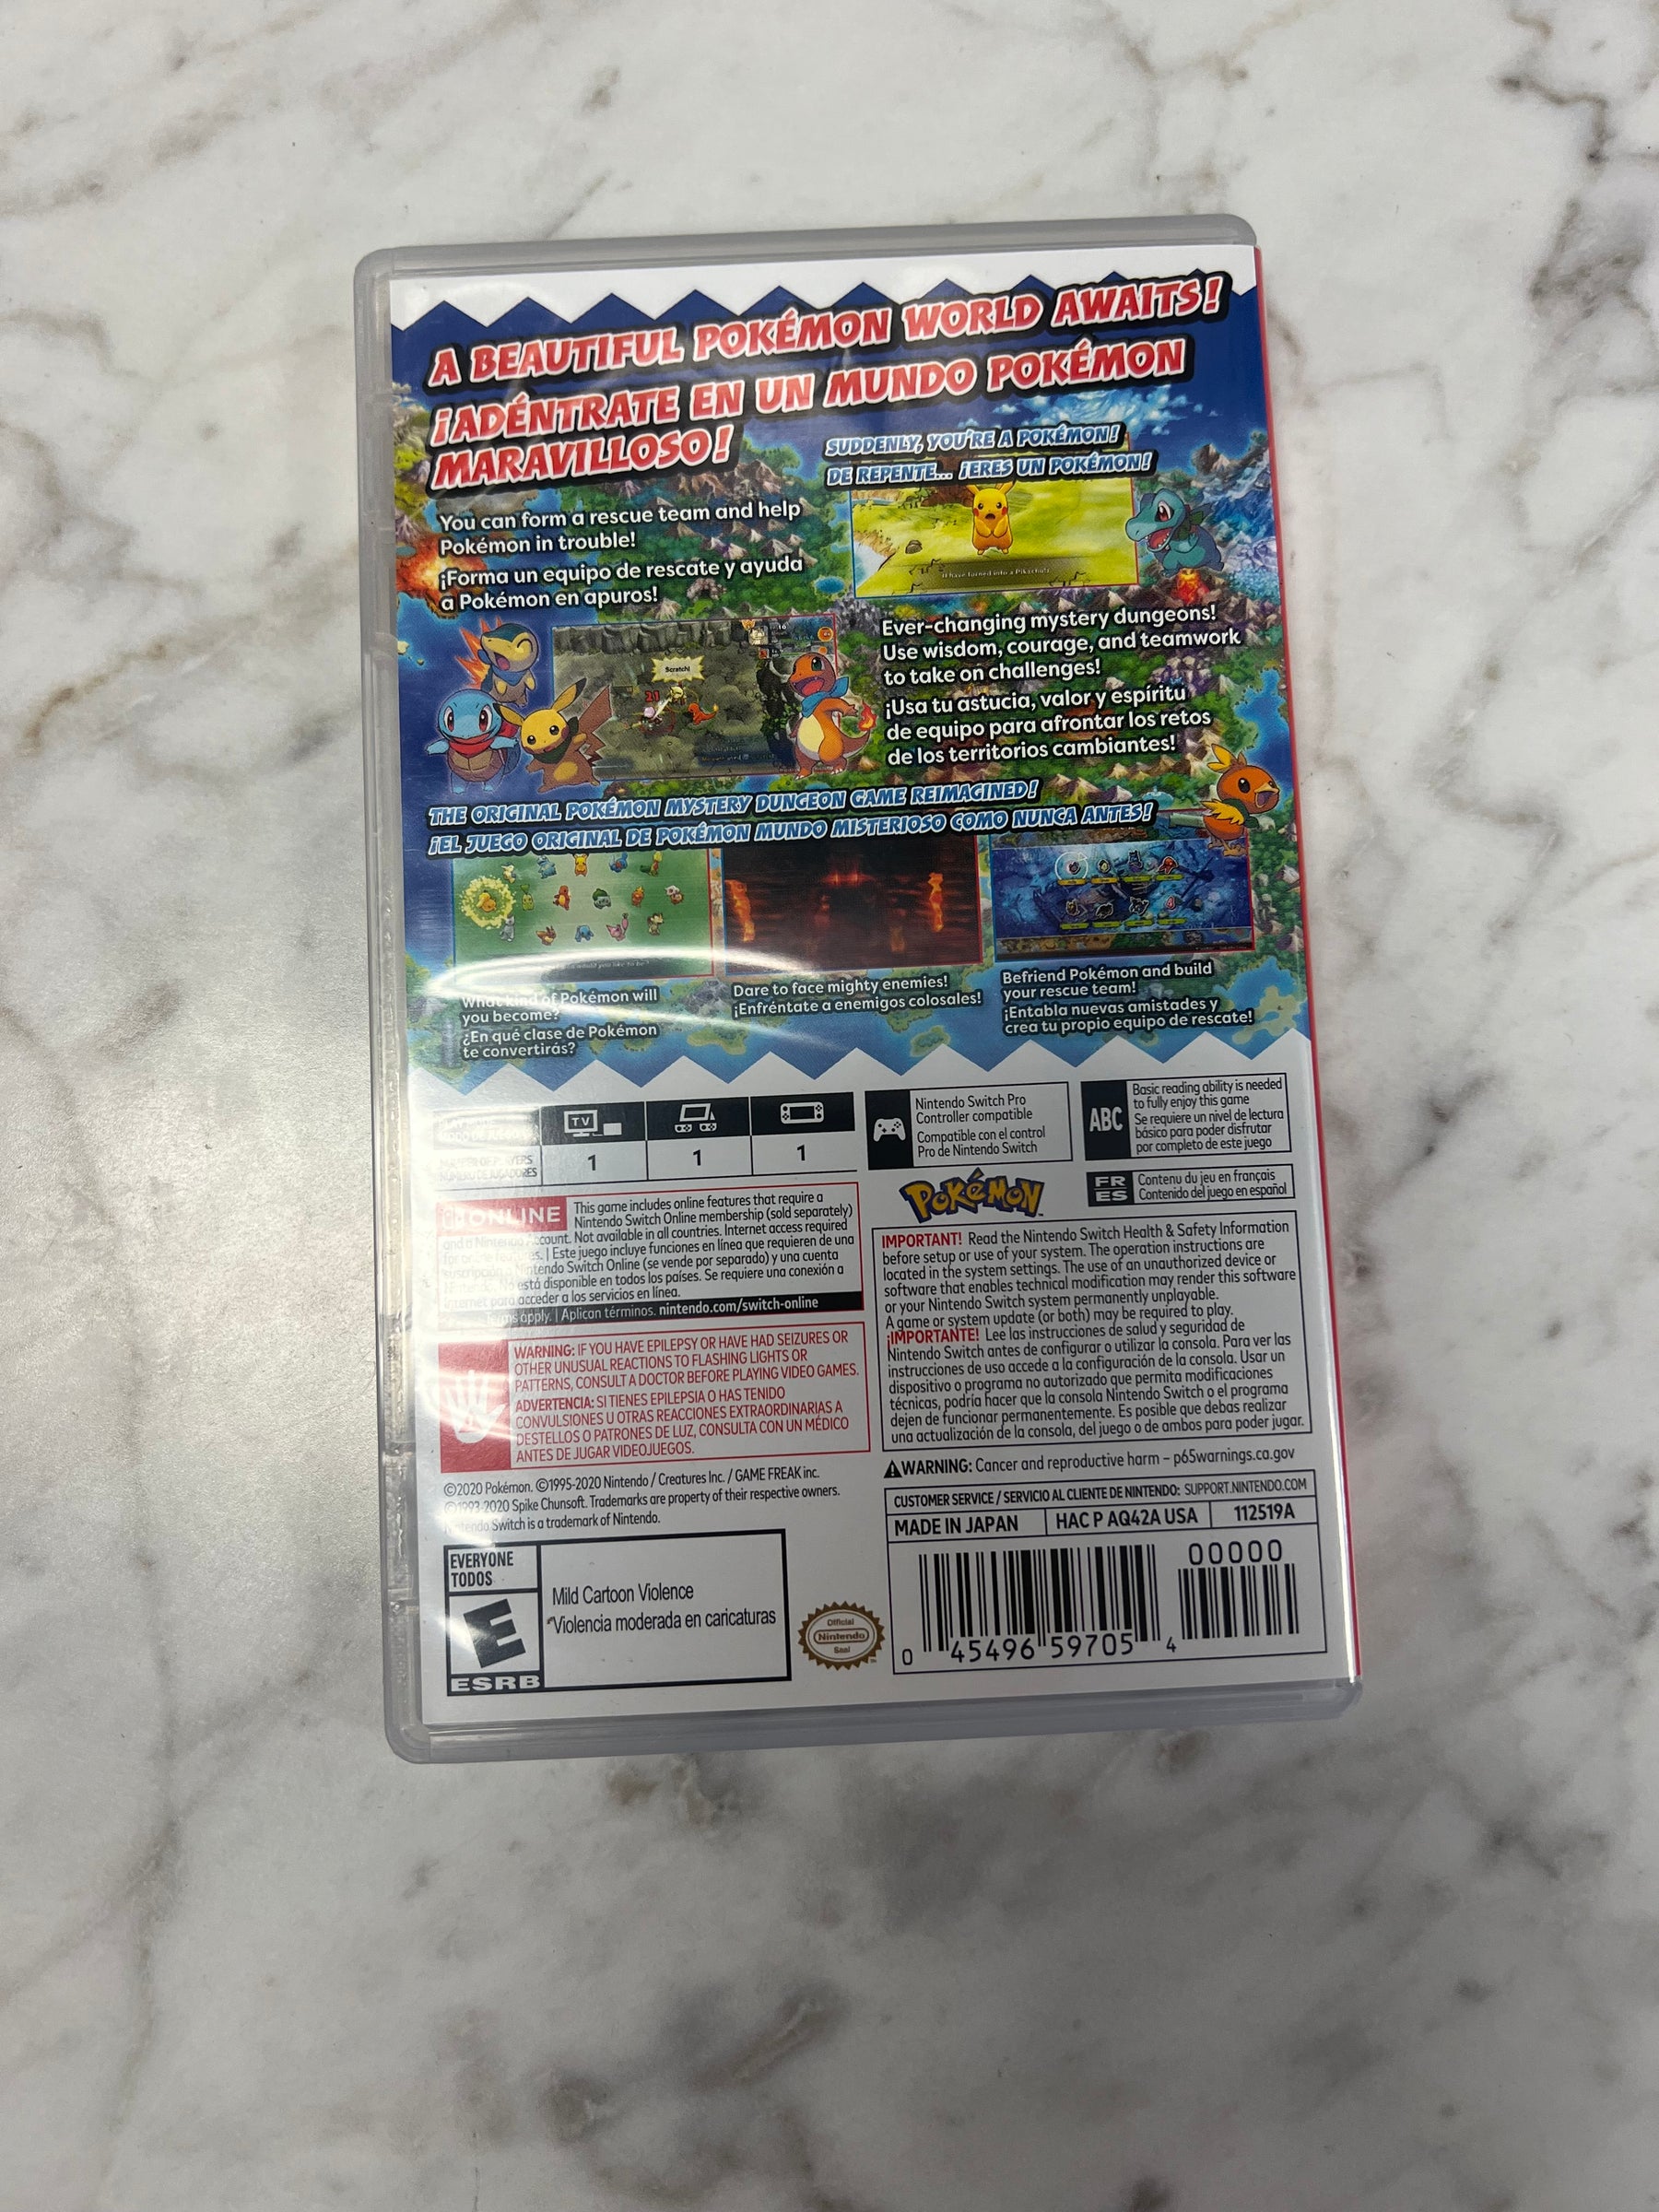 A BEAUTIFUL POKÉMON WORLD AWAITS!
¡ADÉNTRATE EN UN MUNDO POKÉMON
MARAVILLOSO!
SUDDENLY, YOU'RE A POKÉMON!
DE REPENTE... ¡ERES UN POKÉMON!
You can form a rescue team and help
Pokémon in trouble!
¡Forma un equipo de rescate y ayuda
a Pokémon en apuros!
Scratch!
21
Ever-changing mystery dungeons!
Use wisdom, courage, and teamwork
to take on challenges!
¡Usa tu astucia, valor y espíritu
de equipo para afrontar los retos
de los territorios cambiantes!
THE ORIGINAL POKÉMON MYSTERY DUNGEON GAME REIMAGINED!
¡EL JUEGO ORIGINAL DE POKÉMON MUNDO MISTERIOSO COMO NUNCA ANTES!
What kind of Pokémon will
you become?
¿En qué clase de Pokémon
te convertirás?
Dare to face mighty enemies!
¡Enfréntate a enemigos colosales!
Befriend Pokémon and build
your rescue team!
¡Entabla nuevas amistades y
crea tu propio equipo de rescate!
TV
1 1 1
Nintendo Switch Pro
Controller compatible
Compatible con el control
Pro de Nintendo Switch
ABC
Basic reading ability is needed
to fully enjoy this game
Se requiere un nivel de lectura
básico para poder disfrutar
por completo de este juego
POKéMON
FR
ES
Contenu du jeu en français
Contenido del juego en español
ONLINE
This game includes online features that require a
Nintendo Switch Online membership (sold separately)
and a Nintendo Account. Not available in all countries. Internet access required
for | Este juego incluye funciones en línea que requieren de una
suscripción Nintendo Switch Online (se vende por separado) y una cuenta
está disponible en todos los países. Se requiere una conexión a
internet para acceder a los servicios en línea.
Terms apply. | Aplican términos. nintendo.com/switch-online
WARNING: IF YOU HAVE EPILEPSY OR HAVE HAD SEIZURES OR
OTHER UNUSUAL REACTIONS TO FLASHING LIGHTS OR
PATTERNS, CONSULT A DOCTOR BEFORE PLAYING VIDEO GAMES.
ADVERTENCIA: SI TIENES EPILEPSIA O HAS TENIDO
CONVULSIONES U OTRAS REACCIONES EXTRAORDINARIAS A
DESTELLOS O PATRONES DE LUZ, CONSULTA CON UN MÉDICO
ANTES DE JUGAR VIDEOJUEGOS.
IMPORTANT! Read the Nintendo Switch Health & Safety Information
before setup or use of your system. The operation instructions are
located in the system settings. The use of an unauthorized device or
software that enables technical modification may render this software
or your Nintendo Switch system permanently unplayable.
A game or system update (or both) may be required to play.
¡IMPORTANTE! Lee las instrucciones de salud y seguridad de
Nintendo Switch antes de configurar o utilizar la consola. Para ver las
instrucciones de uso accede a la configuración de la consola. Usar un
dispositivo o programa no autorizado que permita modificaciones
técnicas, podría hacer que la consola Nintendo Switch o el programa
dejen de funcionar permanentemente. Es posible que debas realizar
una actualización de la consola, del juego o de ambos para poder jugar.
WARNING: Cancer and reproductive harm – p65warnings.ca.gov
©2020 Pokémon. ©1995-2020 Nintendo / Creatures Inc. / GAME FREAK inc.
©1993-2020 Spike Chunsoft. Trademarks are property of their respective owners.
Nintendo Switch is a trademark of Nintendo.
CUSTOMER SERVICE / SERVICIO AL CLIENTE DE NINTENDO: SUPPORT.NINTENDO.COM
MADE IN JAPAN HAC P AQ42A USA 112519A
EVERYONE
TODOS
E
ESRB
Mild Cartoon Violence
*Violencia moderada en caricaturas
Official
Nintendo
Seal
00000
0 45496 59705 4